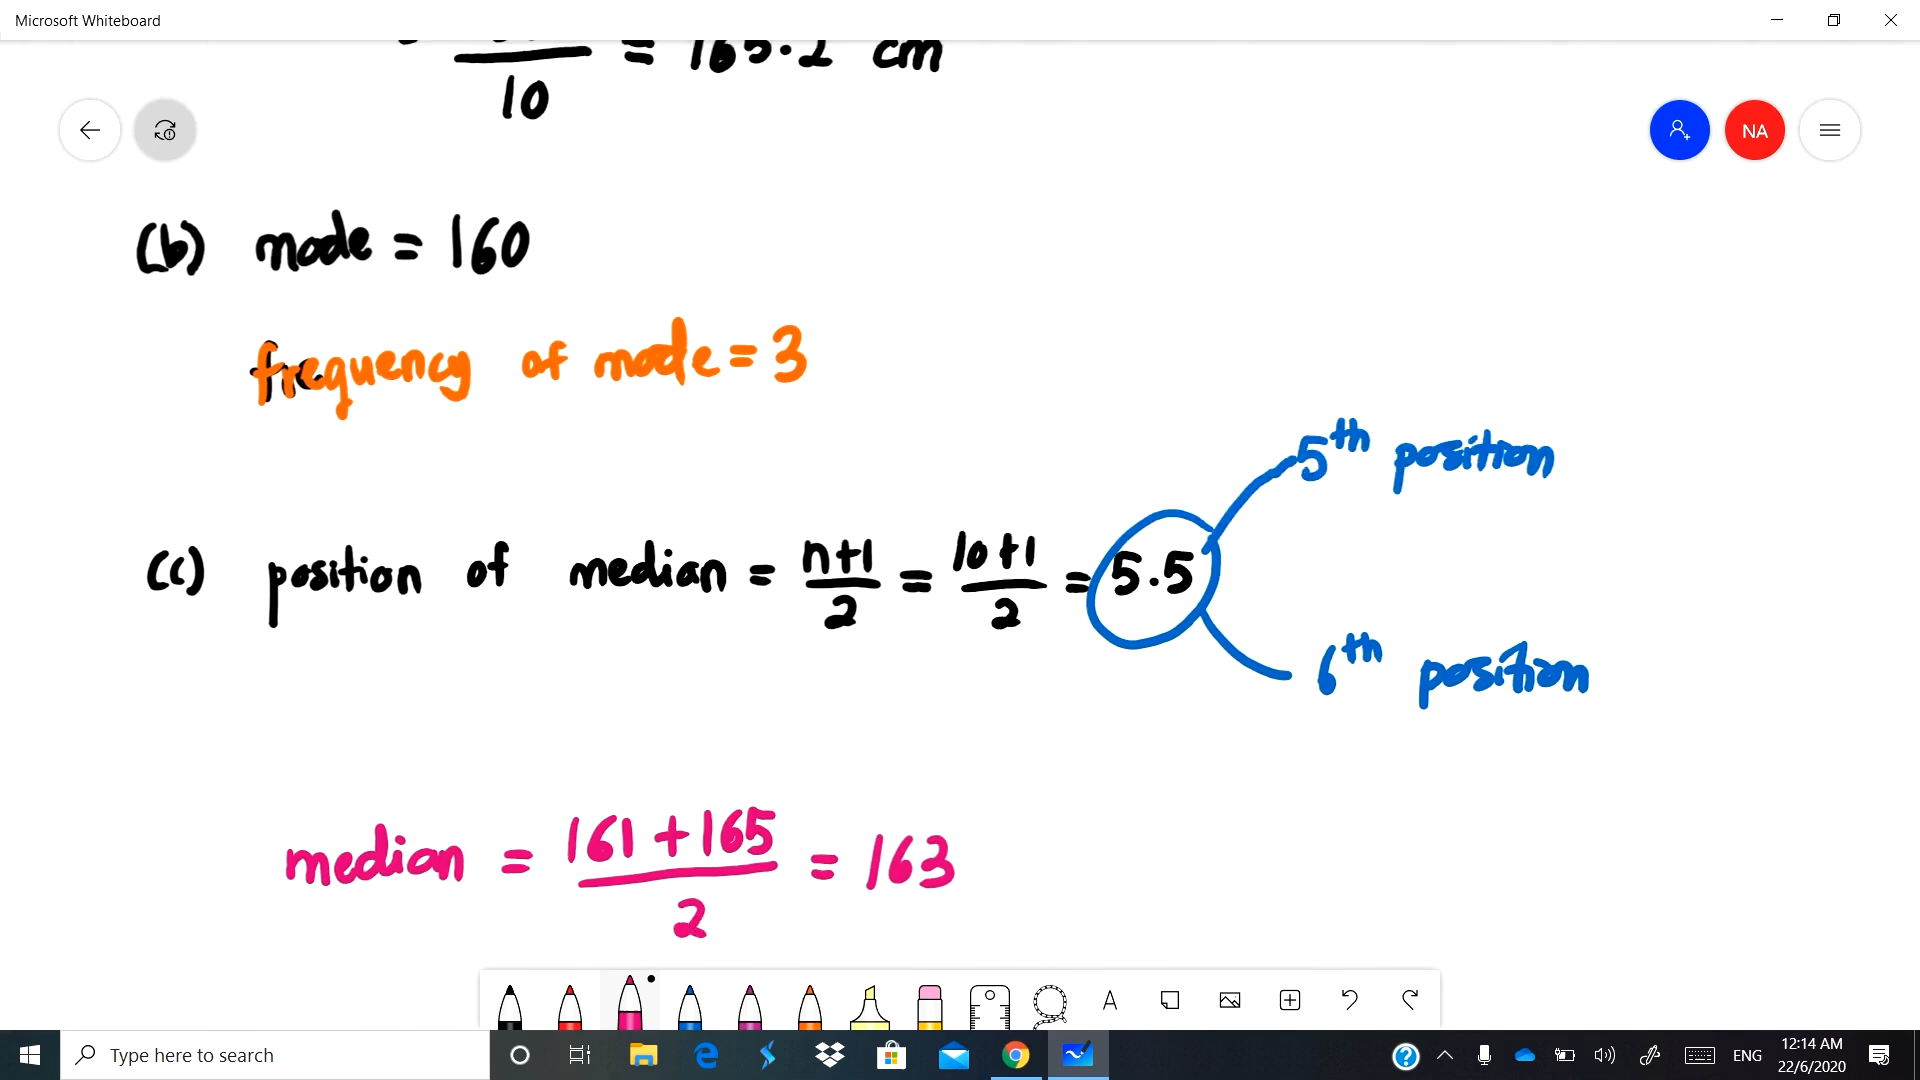 Microsoft Whiteboard
= 165.2 cm
10
NA
(b) mode = 160
frequency of mode = 3
5th position
(c) position of median = n+1/2 = 10+1/2 = 5.5
6th position
median = 161+165/2 = 163
A
Type here to search
ENG
12:14 AM
22/6/2020